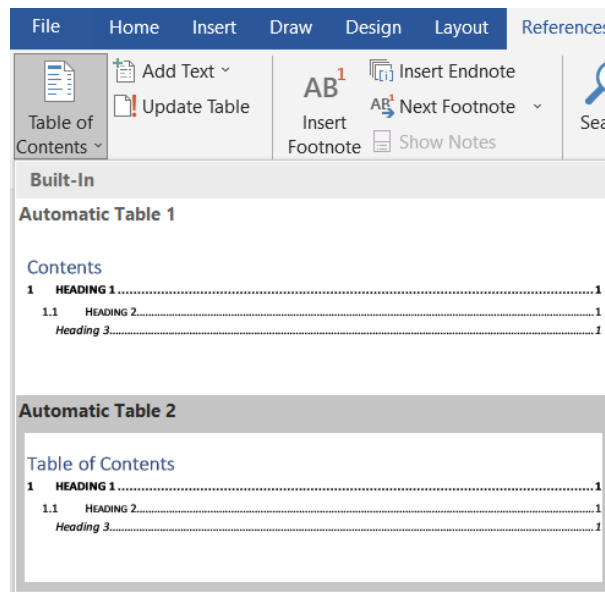 File Home Insert Draw Design Layout References
Table of Contents
Add Text
Update Table
AB1
Insert Footnote
Insert Endnote
AB1 Next Footnote
Show Notes
Built-In
Automatic Table 1
Contents
1 HEADING 1 ........ 1
1.1 HEADING 2 ........ 1
Heading 3 ........ 1
Automatic Table 2
Table of Contents
1 HEADING 1 ........ 1
1.1 HEADING 2 ........ 1
Heading 3 ........ 1